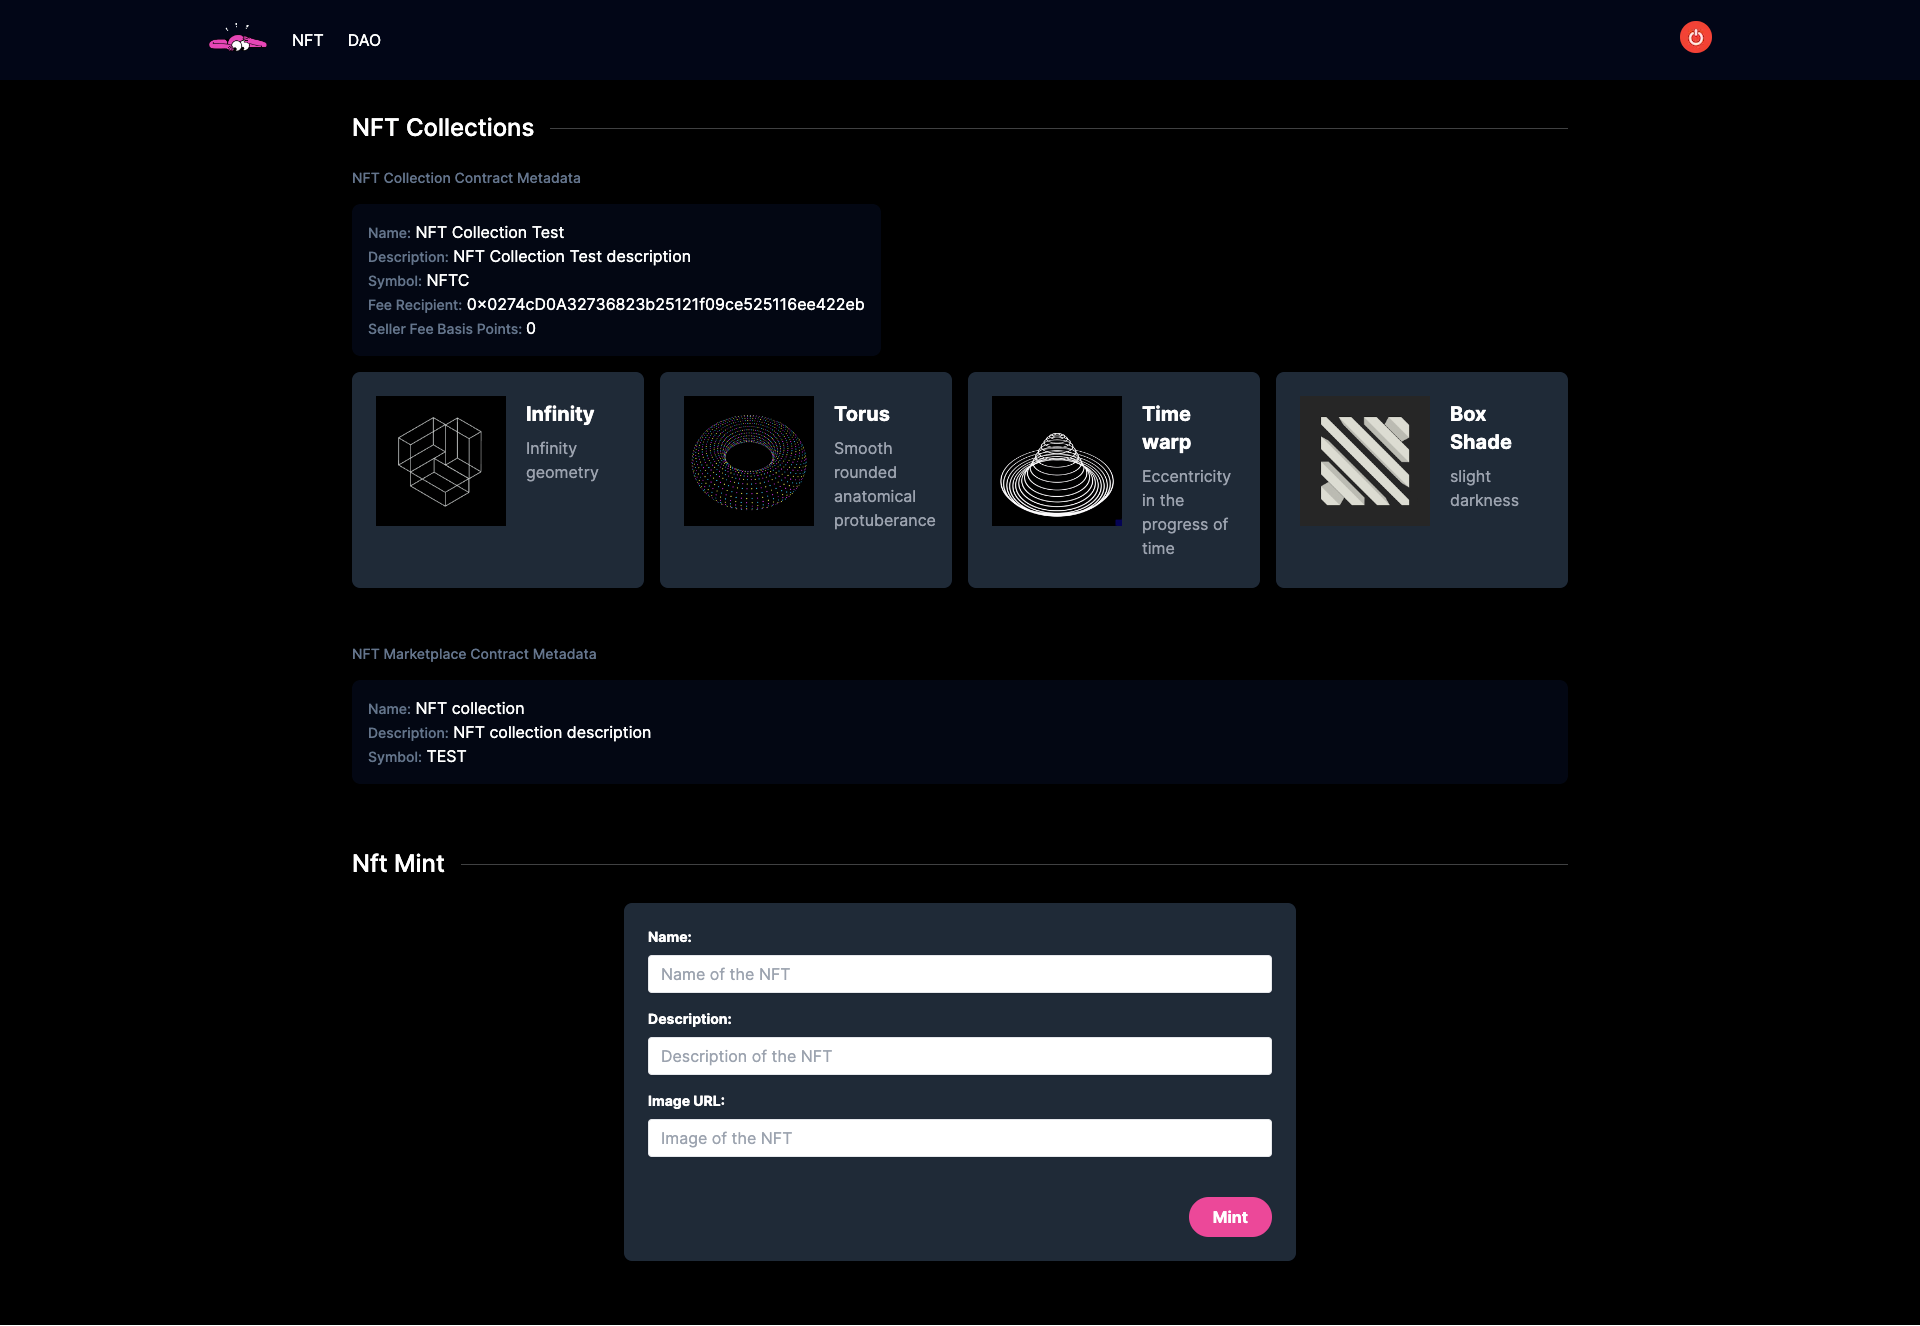 NFT DAO
NFT Collections
NFT Collection Contract Metadata
Name: NFT Collection Test
Description: NFT Collection Test description
Symbol: NFTC
Fee Recipient: 0x0274cD0A32736823b25121f09ce525116ee422eb
Seller Fee Basis Points: 0
Infinity
Infinity
geometry
Torus
Smooth
rounded
anatomical
protuberance
Time
warp
Eccentricity
in the
progress of
time
Box
Shade
slight
darkness
NFT Marketplace Contract Metadata
Name: NFT collection
Description: NFT collection description
Symbol: TEST
Nft Mint
Name:
Name of the NFT
Description:
Description of the NFT
Image URL:
Image of the NFT
Mint